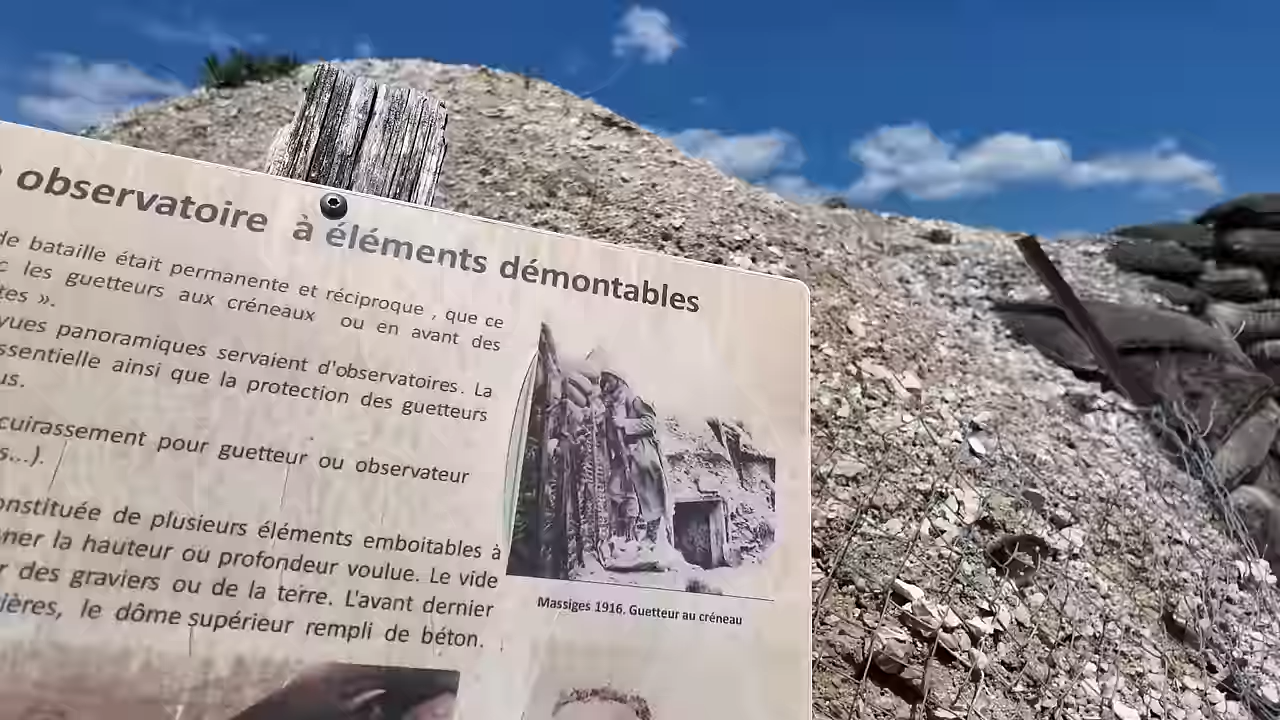 observatoire à éléments démontables
de bataille était permanente et réciproque , que ce
les guetteurs aux créneaux ou en avant des
tes ».
vues panoramiques servaient d'observatoires. La
ssentielle ainsi que la protection des guetteurs
us.
cuirassement pour guetteur ou observateur
s...).
onstituée de plusieurs éléments emboitables à
ner la hauteur ou profondeur voulue. Le vide
r des graviers ou de la terre. L'avant dernier
ières, le dôme supérieur rempli de béton.
Massiges 1916. Guetteur au créneau